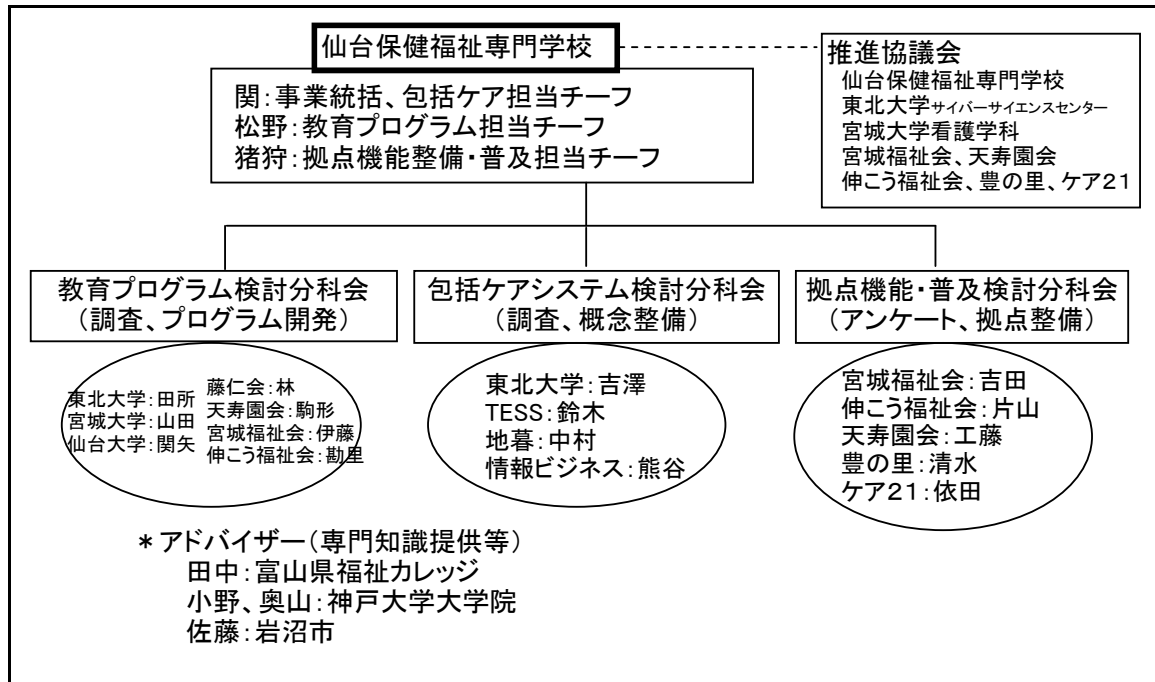 仙台保健福祉専門学校
関：事業統括、包括ケア担当チーフ
松野：教育プログラム担当チーフ
猪狩：拠点機能整備・普及担当チーフ
推進協議会
仙台保健福祉専門学校
東北大学サイバーサイエンスセンター
宮城大学看護学科
宮城福祉会、天寿園会
伸こう福祉会、豊の里、ケア２１
教育プログラム検討分科会
（調査、プログラム開発）
東北大学：田所
宮城大学：山田
仙台大学：関矢
藤仁会：林
天寿園会：駒形
宮城福祉会：伊藤
伸こう福祉会：勘里
包括ケアシステム検討分科会
（調査、概念整備）
東北大学：吉澤
TESS：鈴木
地暮：中村
情報ビジネス：熊谷
拠点機能・普及検討分科会
（アンケート、拠点整備）
宮城福祉会：吉田
伸こう福祉会：片山
天寿園会：工藤
豊の里：清水
ケア２１：依田
＊アドバイザー（専門知識提供等）
田中：富山県福祉カレッジ
小野、奥山：神戸大学大学院
佐藤：岩沼市